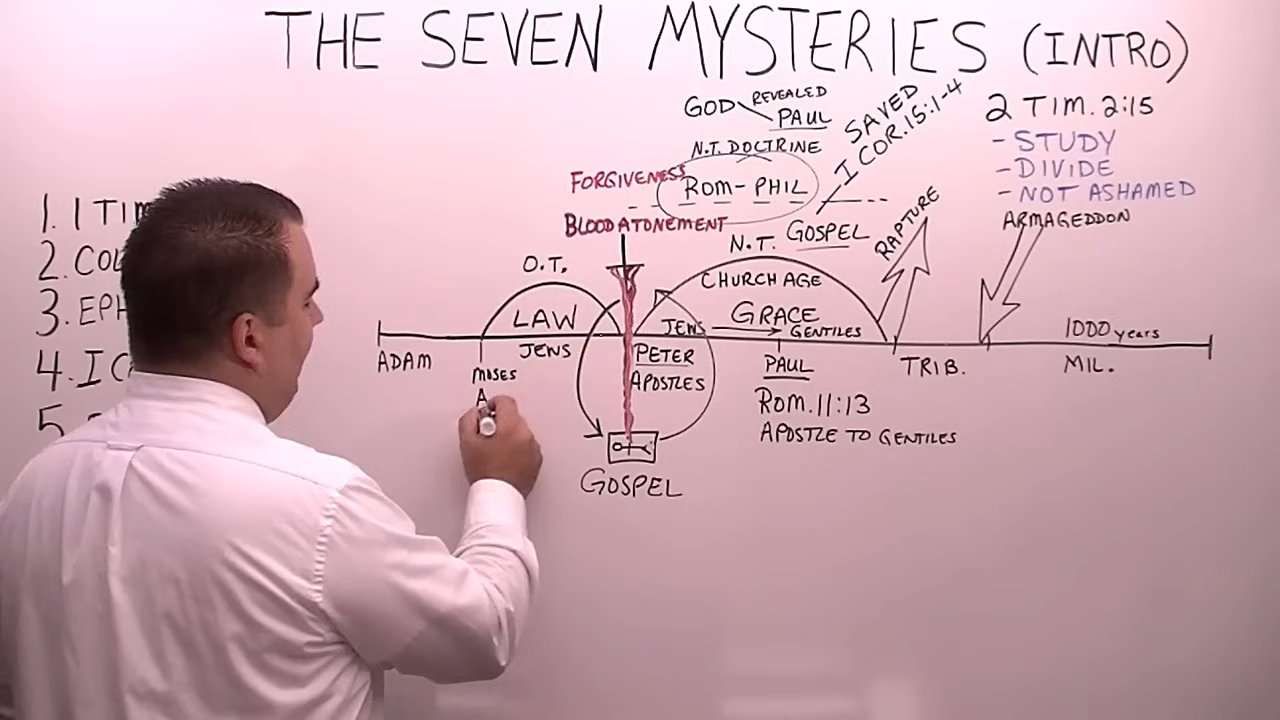 THE SEVEN MYSTERIES (INTRO)
1. 1 TIM
2. COL
3. EPH
4. I C
5.
GOD REVEALED
PAUL
N.T. DOCTRINE
FORGIVENESS
ROM - PHIL
BLOOD ATONEMENT
SAVED
I COR. 15:1-4
2 TIM. 2:15
- STUDY
- DIVIDE
- NOT ASHAMED
ARMAGEDDON
RAPTURE
N.T. GOSPEL
O.T.
CHURCH AGE
LAW
GRACE
JEWS
GENTILES
1000 years
ADAM
JEWS
PETER
APOSTLES
PAUL
TRIB.
MIL.
MOSES
A
Rom. 11:13
APOSTLE TO GENTILES
GOSPEL